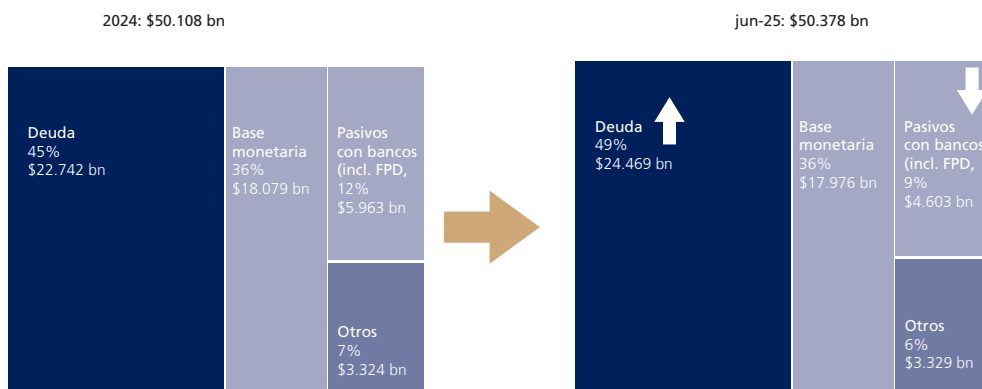 2024: $50.108 bn
Deuda
45%
$22.742 bn
Base
monetaria
36%
$18.079 bn
Pasivos
con bancos
(incl. FPD,
12%
$5.963 bn
Otros
7%
$3.324 bn
jun-25: $50.378 bn
Deuda
49%
$24.469 bn
Base
monetaria
36%
$17.976 bn
Pasivos
con bancos
(incl. FPD,
9%
$4.603 bn
Otros
6%
$3.329 bn